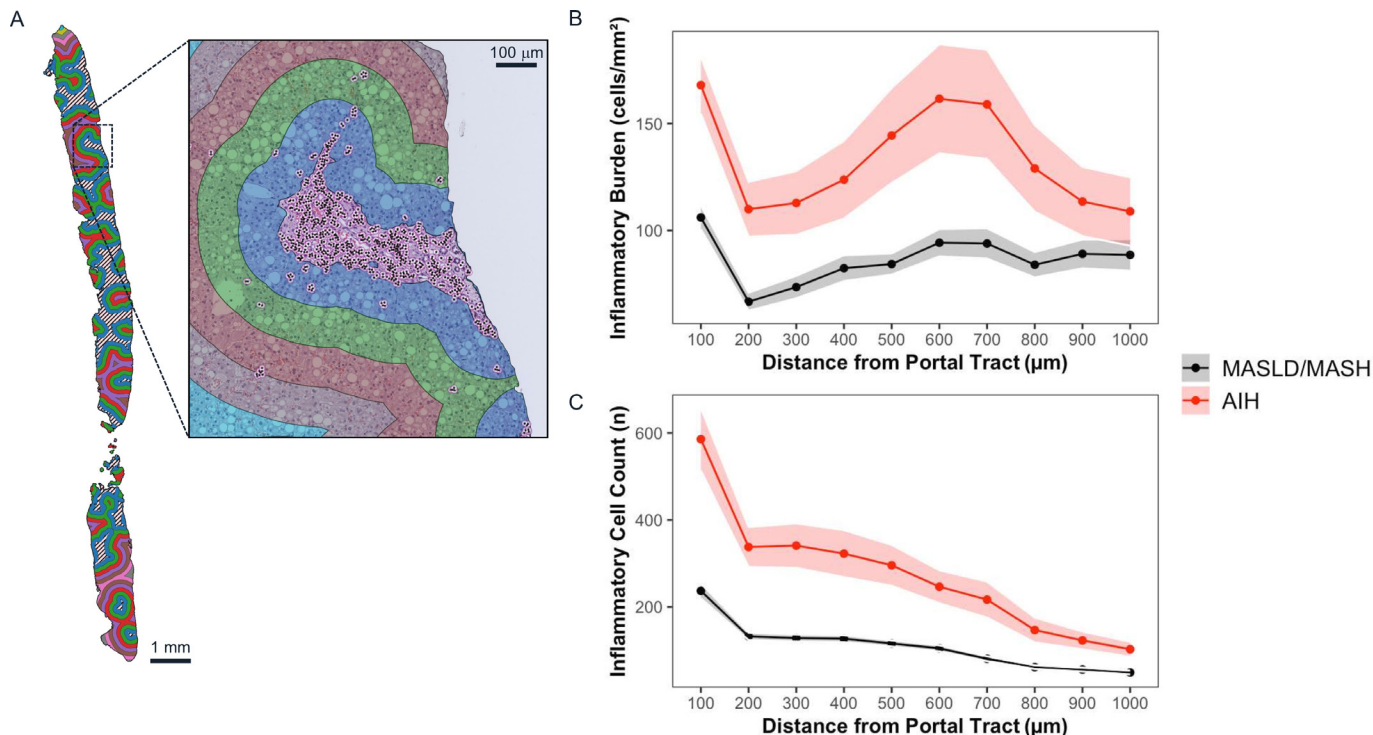 A
100 μm
1 mm
B
Inflammatory Burden (cells/mm²)
150
100
100 200 300 400 500 600 700 800 900 1000
Distance from Portal Tract (µm)
C
Inflammatory Cell Count (n)
600
400
200
100 200 300 400 500 600 700 800 900 1000
Distance from Portal Tract (µm)
MASLD/MASH
AIH